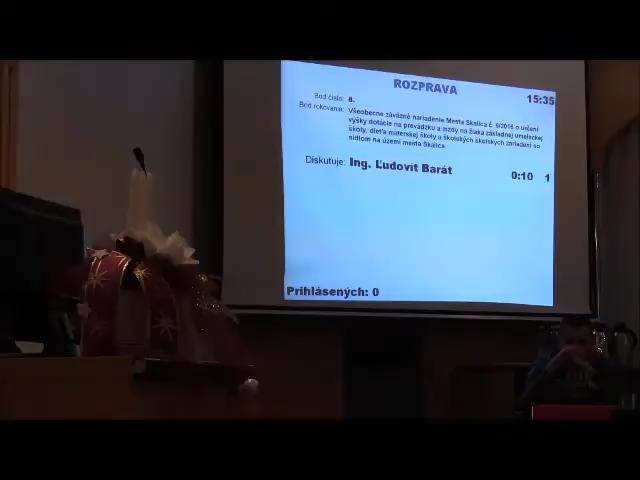 ROZPRAVA
15:35
Bod číslo: 8.
Bod rokovania: Všeobecne záväzné nariadenie Mesta Skalica č. 6/2016 o určení
výšky dotácie na prevádzku a mzdy na žiaka základnej umeleckej
školy, dieťa materskej školy a školských školských zariadení so
sídlom na území mesta Skalica
Diskutuje: Ing. Ľudovít Barát 0:10 1
Prihlásených: 0